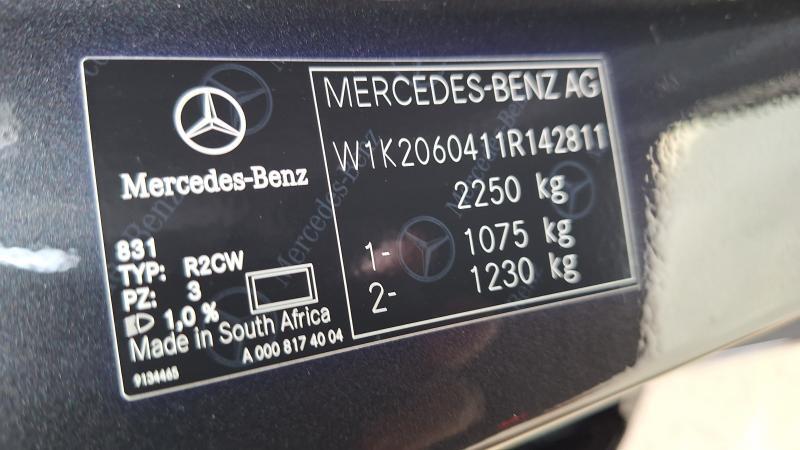 Mercedes-Benz
831
TYP: R2CW
PZ: 3
1,0 %
Made in South Africa
A 000 817 40 04
9134465
MERCEDES-BENZ AG
W1K2060411R142811
2250 kg
1- 1075 kg
2- 1230 kg